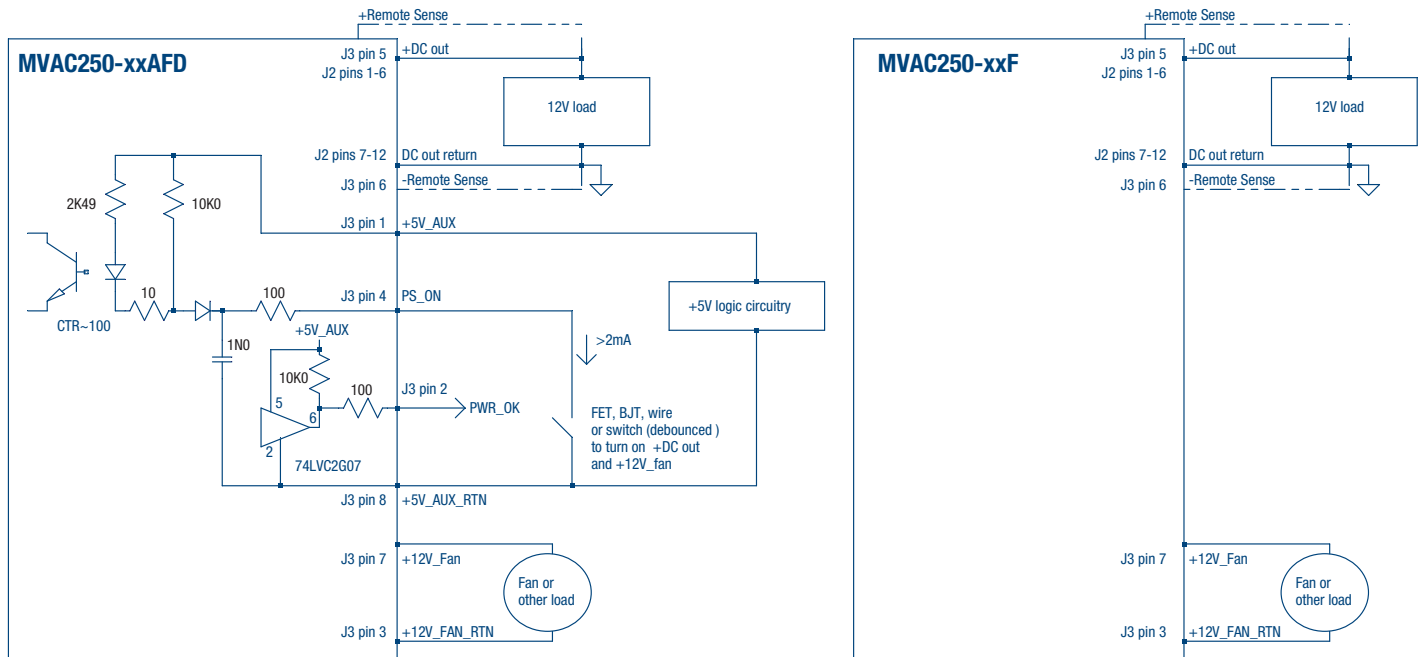 +Remote Sense
MVAC250-xxAFD
J3 pin 5
+DC out
J2 pins 1-6
12V load
J2 pins 7-12
DC out return
J3 pin 6
-Remote Sense
2K49
10K0
J3 pin 1
+5V_AUX
10
100
J3 pin 4
PS_ON
+5V logic circuitry
CTR~100
1N0
+5V_AUX
>2mA
10K0
100
J3 pin 2
5
6
PWR_OK
2
74LVC2G07
FET, BJT, wire
or switch (debounced )
to turn on +DC out
and +12V_fan
J3 pin 8
+5V_AUX_RTN
J3 pin 7
+12V_Fan
Fan or
other load
J3 pin 3
+12V_FAN_RTN
+Remote Sense
MVAC250-xxF
J3 pin 5
+DC out
J2 pins 1-6
12V load
J2 pins 7-12
DC out return
J3 pin 6
-Remote Sense
J3 pin 7
+12V_Fan
Fan or
other load
J3 pin 3
+12V_FAN_RTN